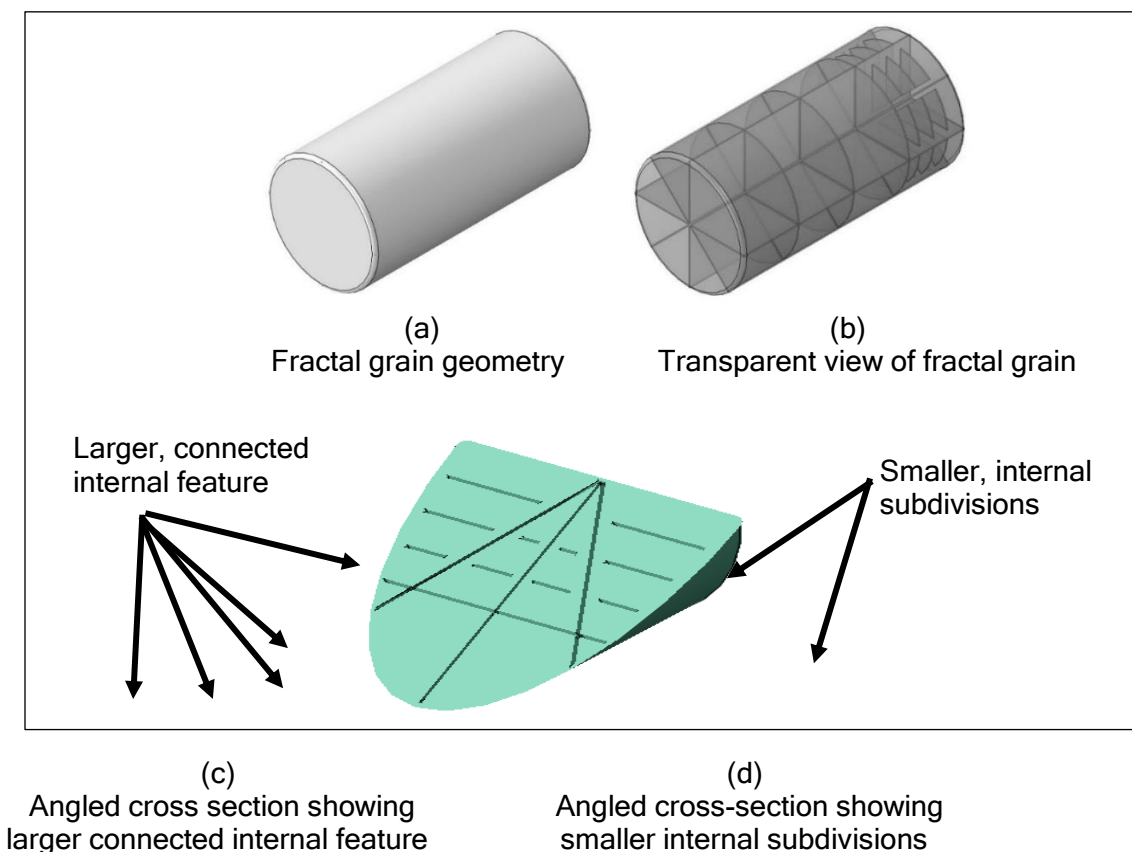 (a)
Fractal grain geometry
(b)
Transparent view of fractal grain
Larger, connected
internal feature
Smaller, internal
subdivisions
(c)
Angled cross section showing
larger connected internal feature
(d)
Angled cross-section showing
smaller internal subdivisions